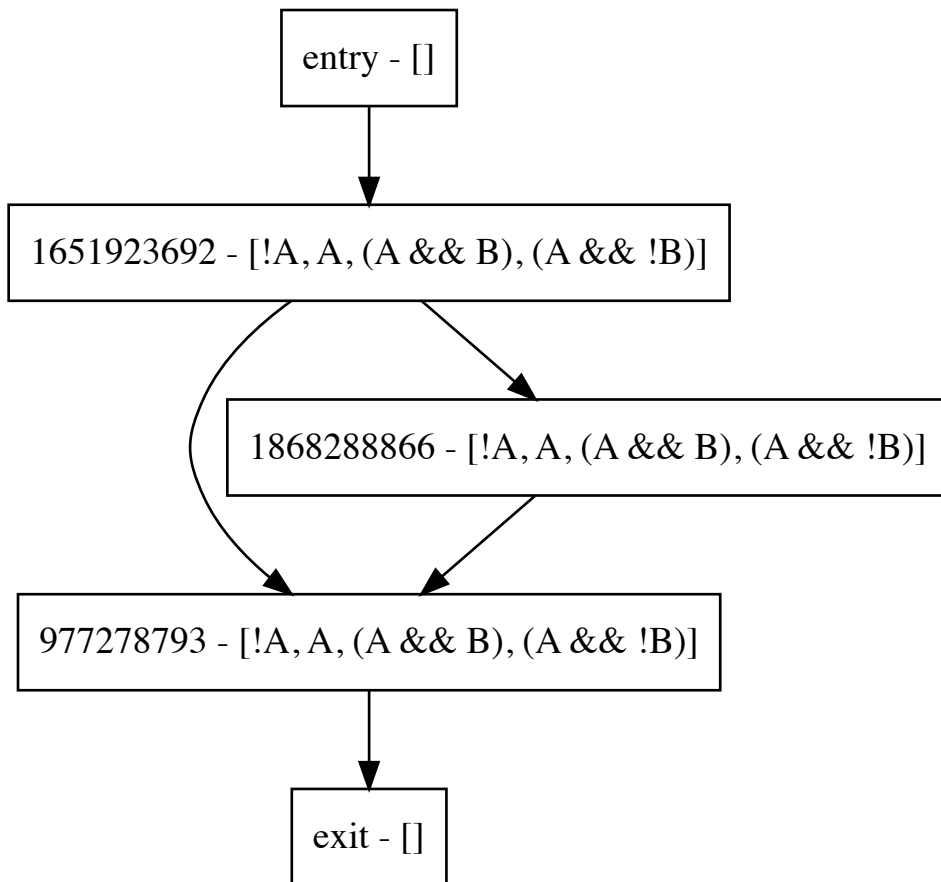 entry - []
1651923692 - [!A, A, (A && B), (A && !B)]
1868288866 - [!A, A, (A && B), (A && !B)]
977278793 - [!A, A, (A && B), (A && !B)]
exit - []